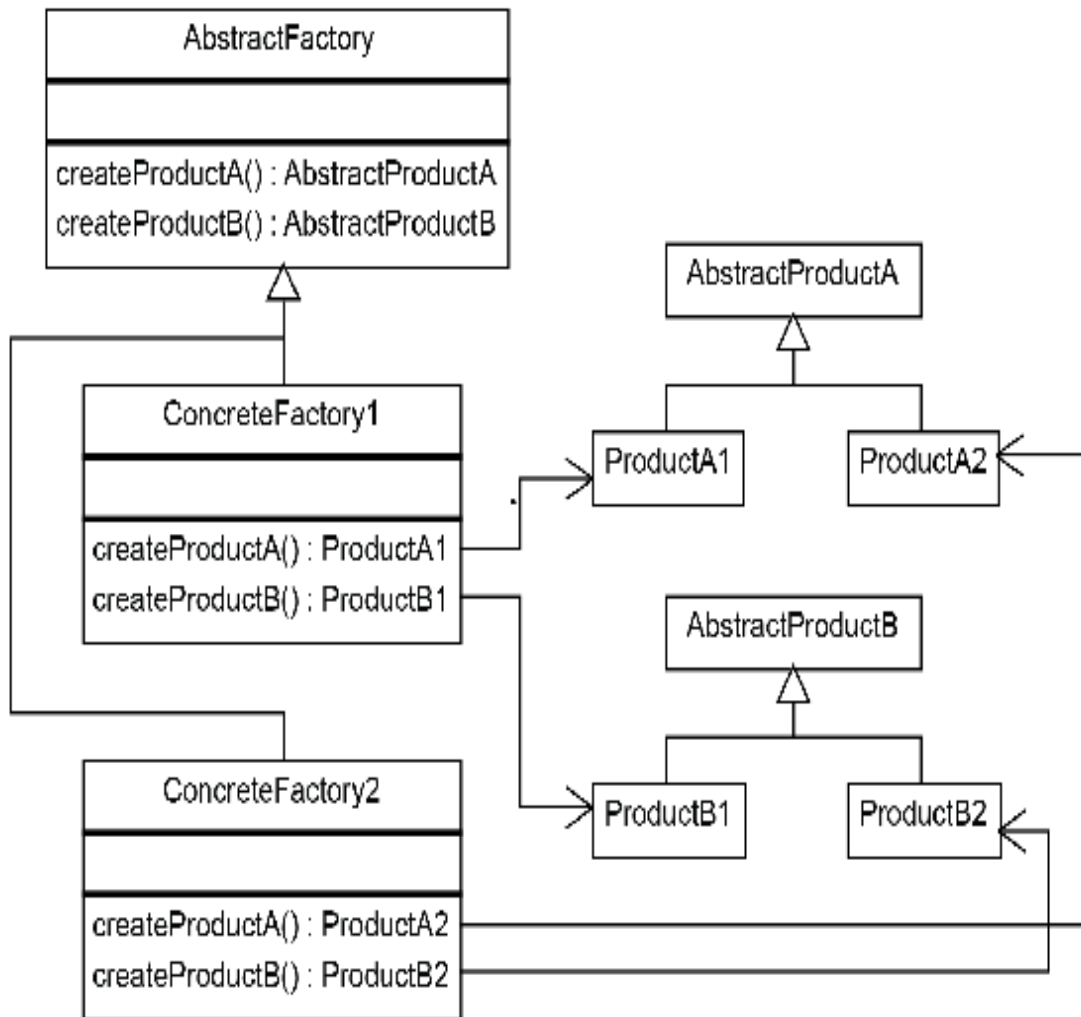 AbstractFactory
createProductA() : AbstractProductA
createProductB() : AbstractProductB
AbstractProductA
ConcreteFactory1
ProductA1
ProductA2
createProductA() : ProductA1
createProductB() : ProductB1
AbstractProductB
ConcreteFactory2
ProductB1
ProductB2
createProductA() : ProductA2
createProductB() : ProductB2